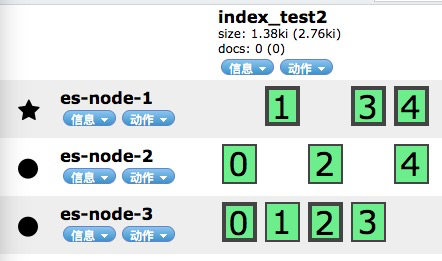 index_test2
size: 1.38ki (2.76ki)
docs: 0 (0)
信息 动作
es-node-1
信息 动作
1 3 4
es-node-2
信息 动作
0 2 4
es-node-3
信息 动作
0 1 2 3